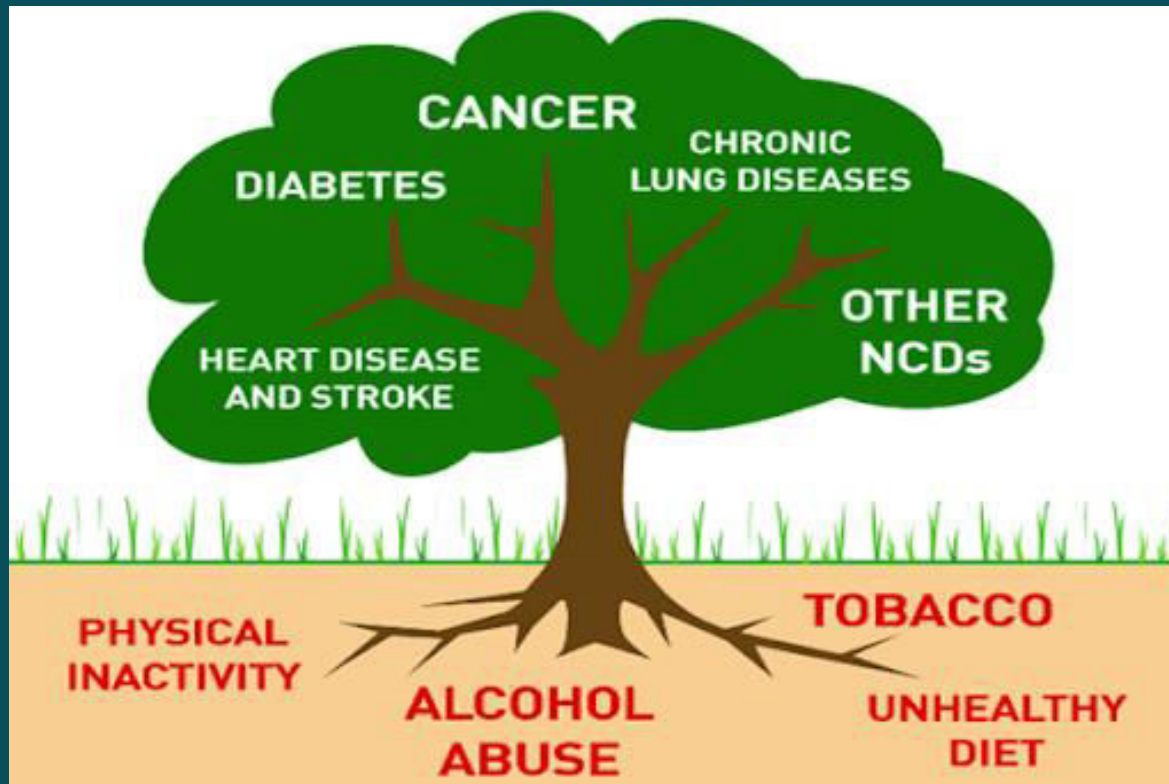 CANCER
DIABETES
CHRONIC
LUNG DISEASES
HEART DISEASE
AND STROKE
OTHER
NCDs
PHYSICAL
INACTIVITY
ALCOHOL
ABUSE
TOBACCO
UNHEALTHY
DIET